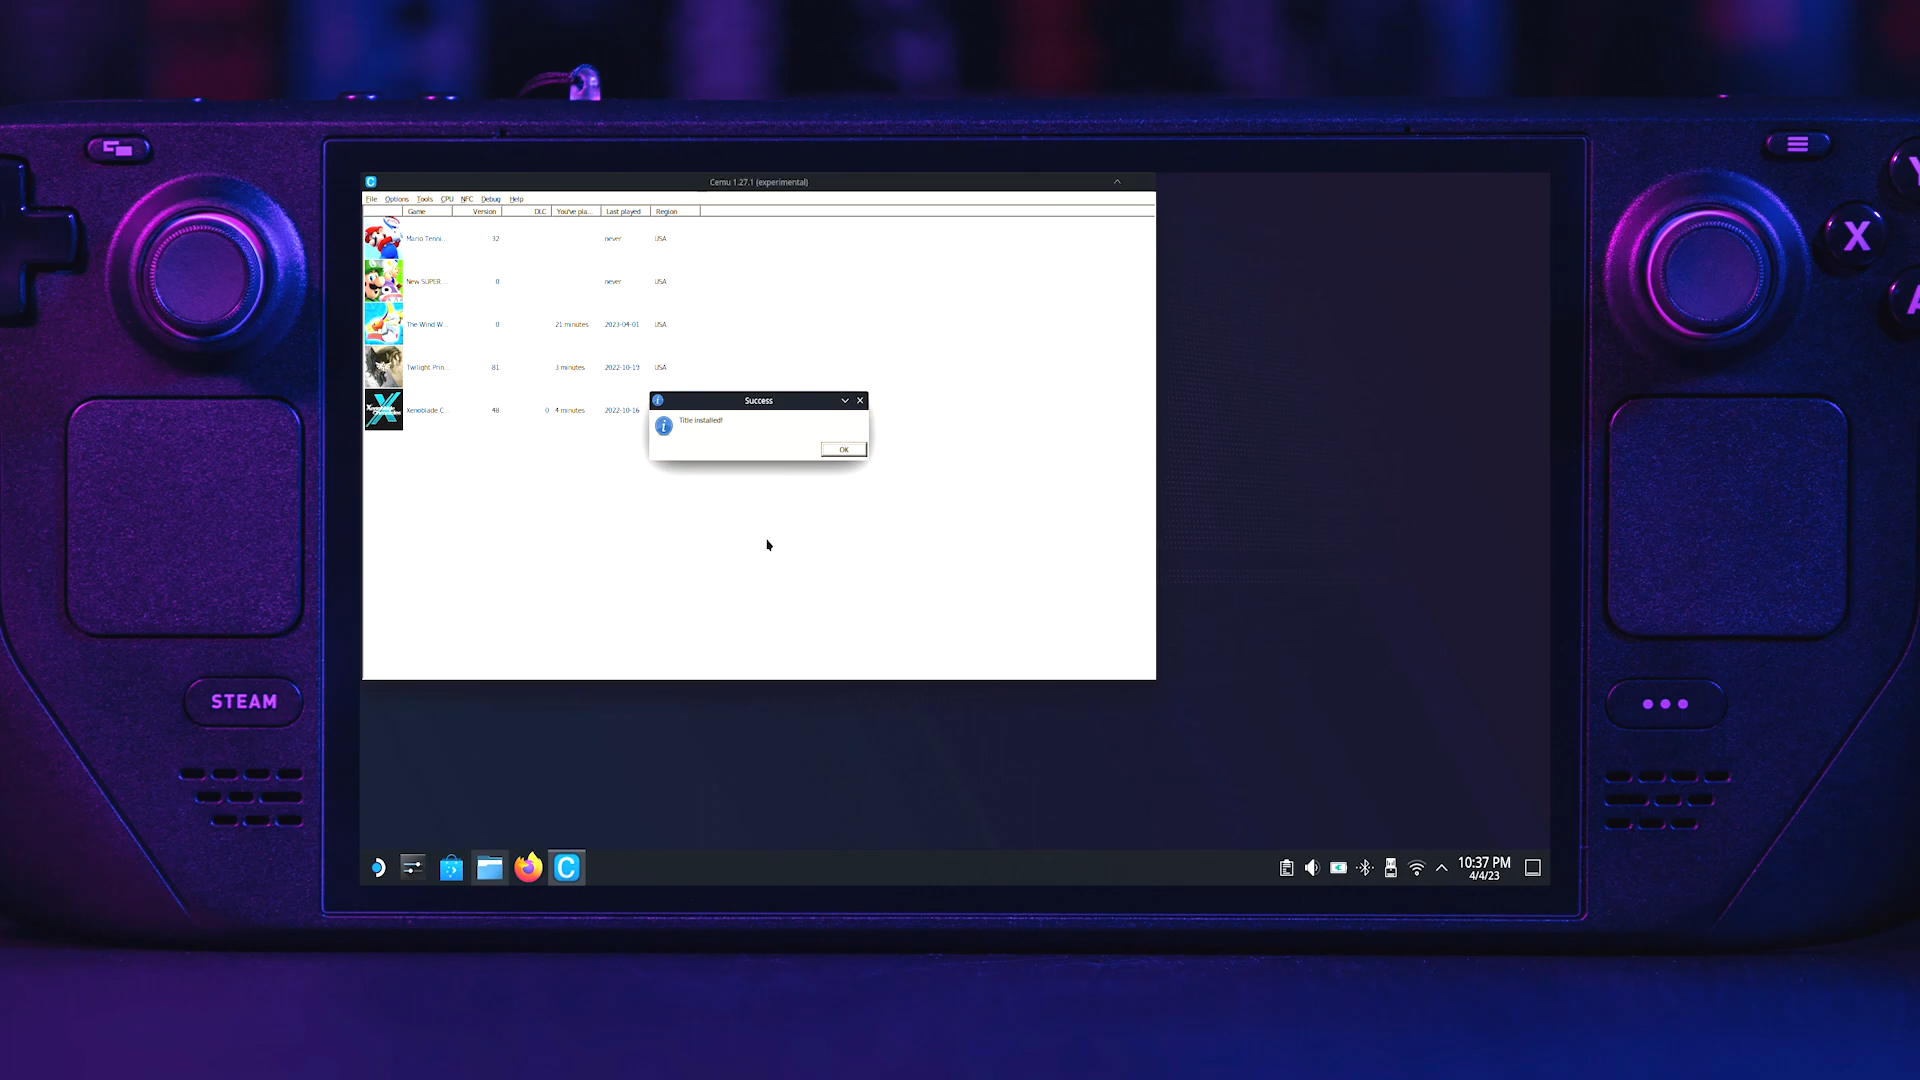 Cemu 1.27.1 (experimental)
File Options Tools CPU NFC Debug Help
Game Version DLC You've pla... Last played Region
Mario Tenni... 32 never USA
New SUPER ... 0 never USA
The Wind W... 0 21 minutes 2023-04-01 USA
Twilight Prin... 81 3 minutes 2022-10-19 USA
Xenoblade C... 48 0 4 minutes 2022-10-16
Success
Title installed!
OK
X
Y
A
STEAM
10:37 PM
4/4/23